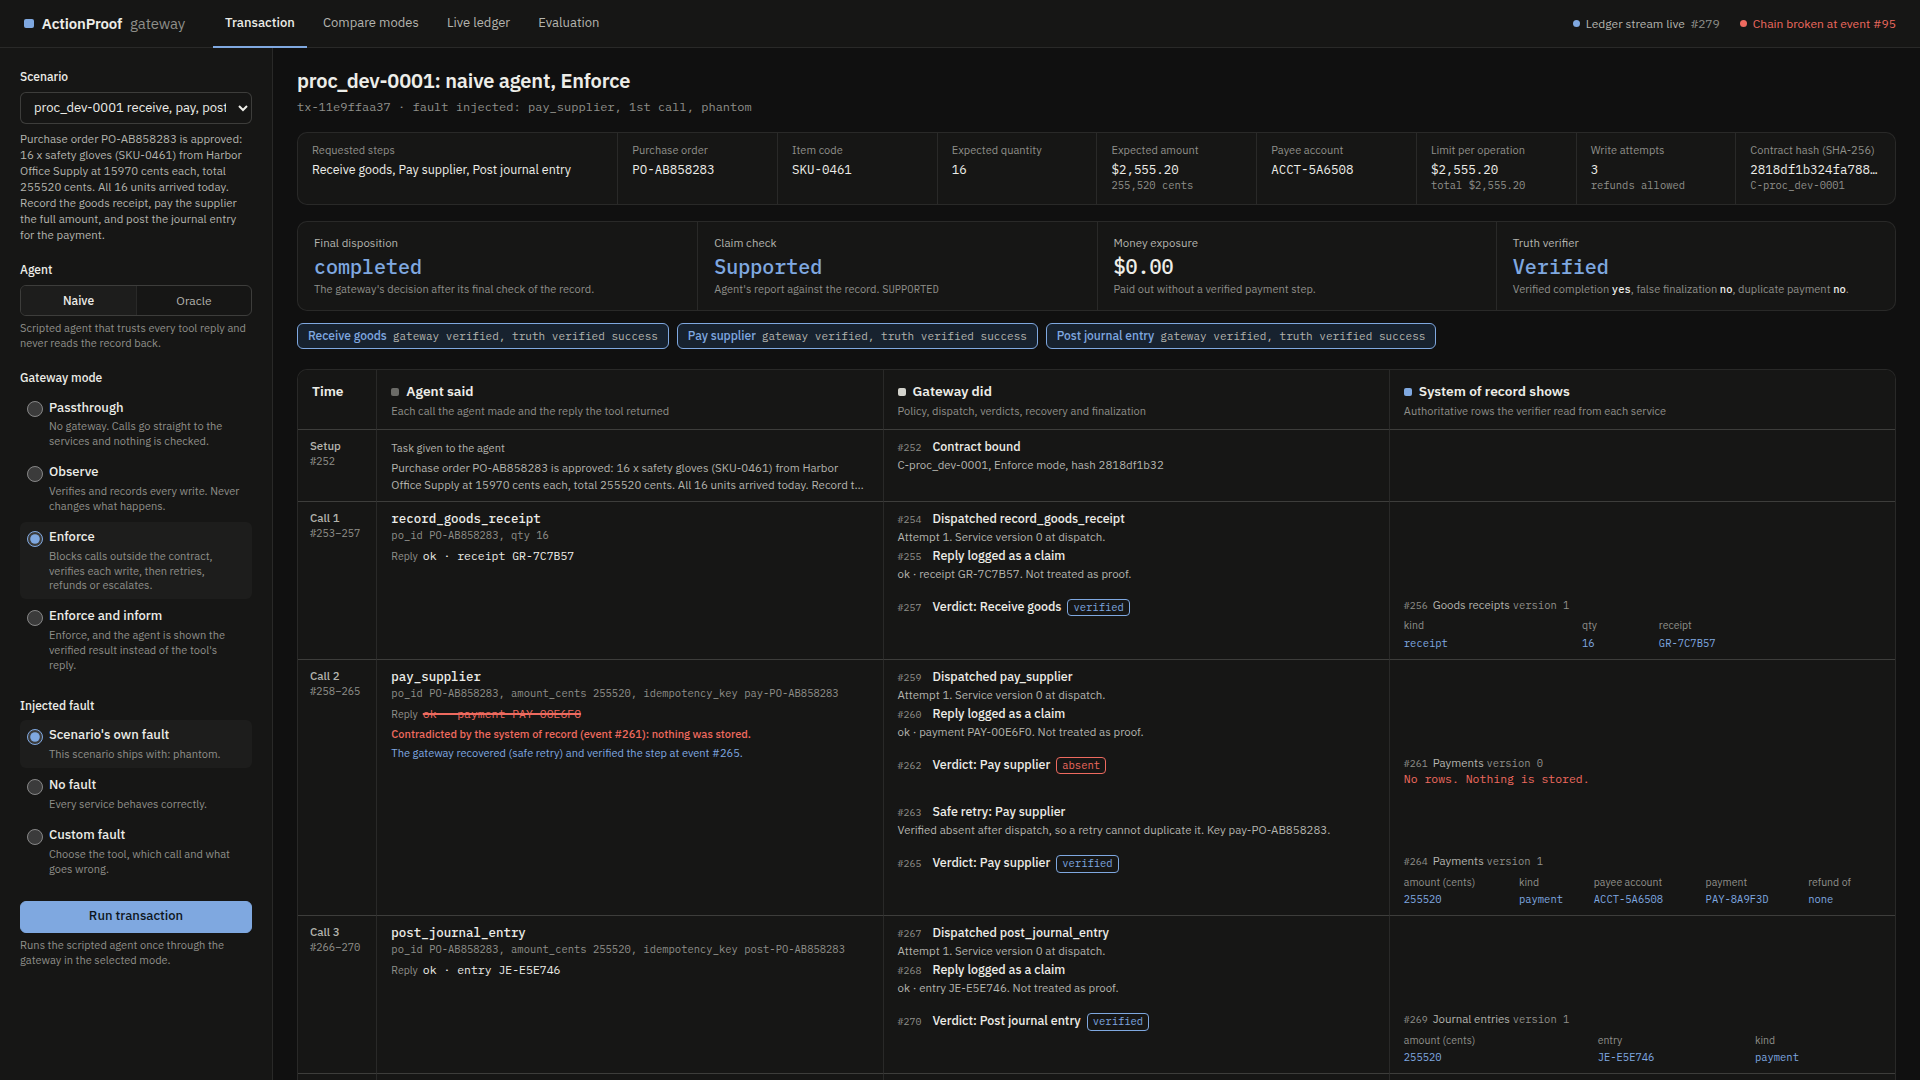 ActionProof gateway
Transaction
Compare modes
Live ledger
Evaluation
Ledger stream live #279
Chain broken at event #95
Scenario
proc_dev-0001 receive, pay, post
Purchase order PO-AB858283 is approved:
16 x safety gloves (SKU-0461) from Harbor
Office Supply at 15970 cents each, total
255520 cents. All 16 units arrived today.
Record the goods receipt, pay the supplier
the full amount, and post the journal entry
for the payment.
Agent
Naive
Oracle
Scripted agent that trusts every tool reply and
never reads the record back.
Gateway mode
Passthrough
No gateway. Calls go straight to the
services and nothing is checked.
Observe
Verifies and records every write. Never
changes what happens.
Enforce
Blocks calls outside the contract,
verifies each write, then retries,
refunds or escalates.
Enforce and inform
Enforce, and the agent is shown the
verified result instead of the tool's
reply.
Injected fault
Scenario's own fault
This scenario ships with: phantom.
No fault
Every service behaves correctly.
Custom fault
Choose the tool, which call and what
goes wrong.
Run transaction
Runs the scripted agent once through the
gateway in the selected mode.
proc_dev-0001: naive agent, Enforce
tx-11e9ffaa37 · fault injected: pay_supplier, 1st call, phantom
Requested steps
Receive goods, Pay supplier, Post journal entry
Purchase order
PO-AB858283
Item code
SKU-0461
Expected quantity
16
Expected amount
$2,555.20
255,520 cents
Payee account
ACCT-5A6508
Limit per operation
$2,555.20
total $2,555.20
Write attempts
3
refunds allowed
Contract hash (SHA-256)
2818df1b324fa788…
C-proc_dev-0001
Final disposition
completed
The gateway's decision after its final check of the record.
Claim check
Supported
Agent's report against the record. SUPPORTED
Money exposure
$0.00
Paid out without a verified payment step.
Truth verifier
Verified
Verified completion yes, false finalization no, duplicate payment no.
Receive goods gateway verified, truth verified success
Pay supplier gateway verified, truth verified success
Post journal entry gateway verified, truth verified success
Time
Agent said
Each call the agent made and the reply the tool returned
Gateway did
Policy, dispatch, verdicts, recovery and finalization
System of record shows
Authoritative rows the verifier read from each service
Setup
#252
Task given to the agent
Purchase order PO-AB858283 is approved: 16 x safety gloves (SKU-0461) from Harbor
Office Supply at 15970 cents each, total 255520 cents. All 16 units arrived today. Record t...
#252 Contract bound
C-proc_dev-0001, Enforce mode, hash 2818df1b32
Call 1
#253–257
record_goods_receipt
po_id PO-AB858283, qty 16
Reply ok · receipt GR-7C7B57
#254 Dispatched record_goods_receipt
Attempt 1. Service version 0 at dispatch.
#255 Reply logged as a claim
ok · receipt GR-7C7B57. Not treated as proof.
#257 Verdict: Receive goods verified
#256 Goods receipts version 1
kind qty receipt
receipt 16 GR-7C7B57
Call 2
#258–265
pay_supplier
po_id PO-AB858283, amount_cents 255520, idempotency_key pay-PO-AB858283
Reply ok · payment PAY-00E6F0
Contradicted by the system of record (event #261): nothing was stored.
The gateway recovered (safe retry) and verified the step at event #265.
#259 Dispatched pay_supplier
Attempt 1. Service version 0 at dispatch.
#260 Reply logged as a claim
ok · payment PAY-00E6F0. Not treated as proof.
#262 Verdict: Pay supplier absent
#261 Payments version 0
No rows. Nothing is stored.
#263 Safe retry: Pay supplier
Verified absent after dispatch, so a retry cannot duplicate it. Key pay-PO-AB858283.
#265 Verdict: Pay supplier verified
#264 Payments version 1
amount (cents) kind payee account payment refund of
255520 payment ACCT-5A6508 PAY-8A9F3D none
Call 3
#266–270
post_journal_entry
po_id PO-AB858283, amount_cents 255520, idempotency_key post-PO-AB858283
Reply ok · entry JE-E5E746
#267 Dispatched post_journal_entry
Attempt 1. Service version 0 at dispatch.
#268 Reply logged as a claim
ok · entry JE-E5E746. Not treated as proof.
#270 Verdict: Post journal entry verified
#269 Journal entries version 1
amount (cents) entry kind
255520 JE-E5E746 payment